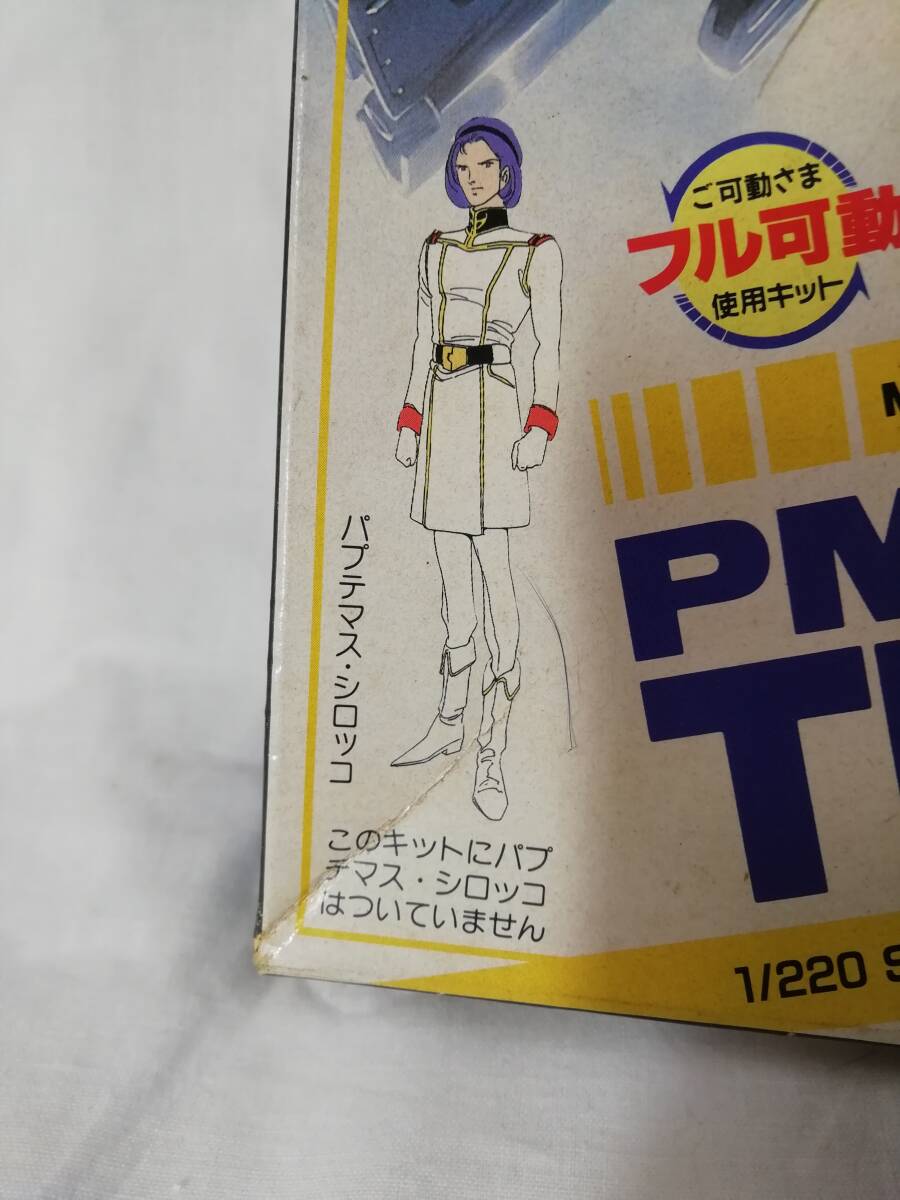 ご可動さま
フル可動
使用キット
PM
T
パプテマス・シロッコ
このキットにパプ
テマス・シロッコ
はついていません
1/220 S